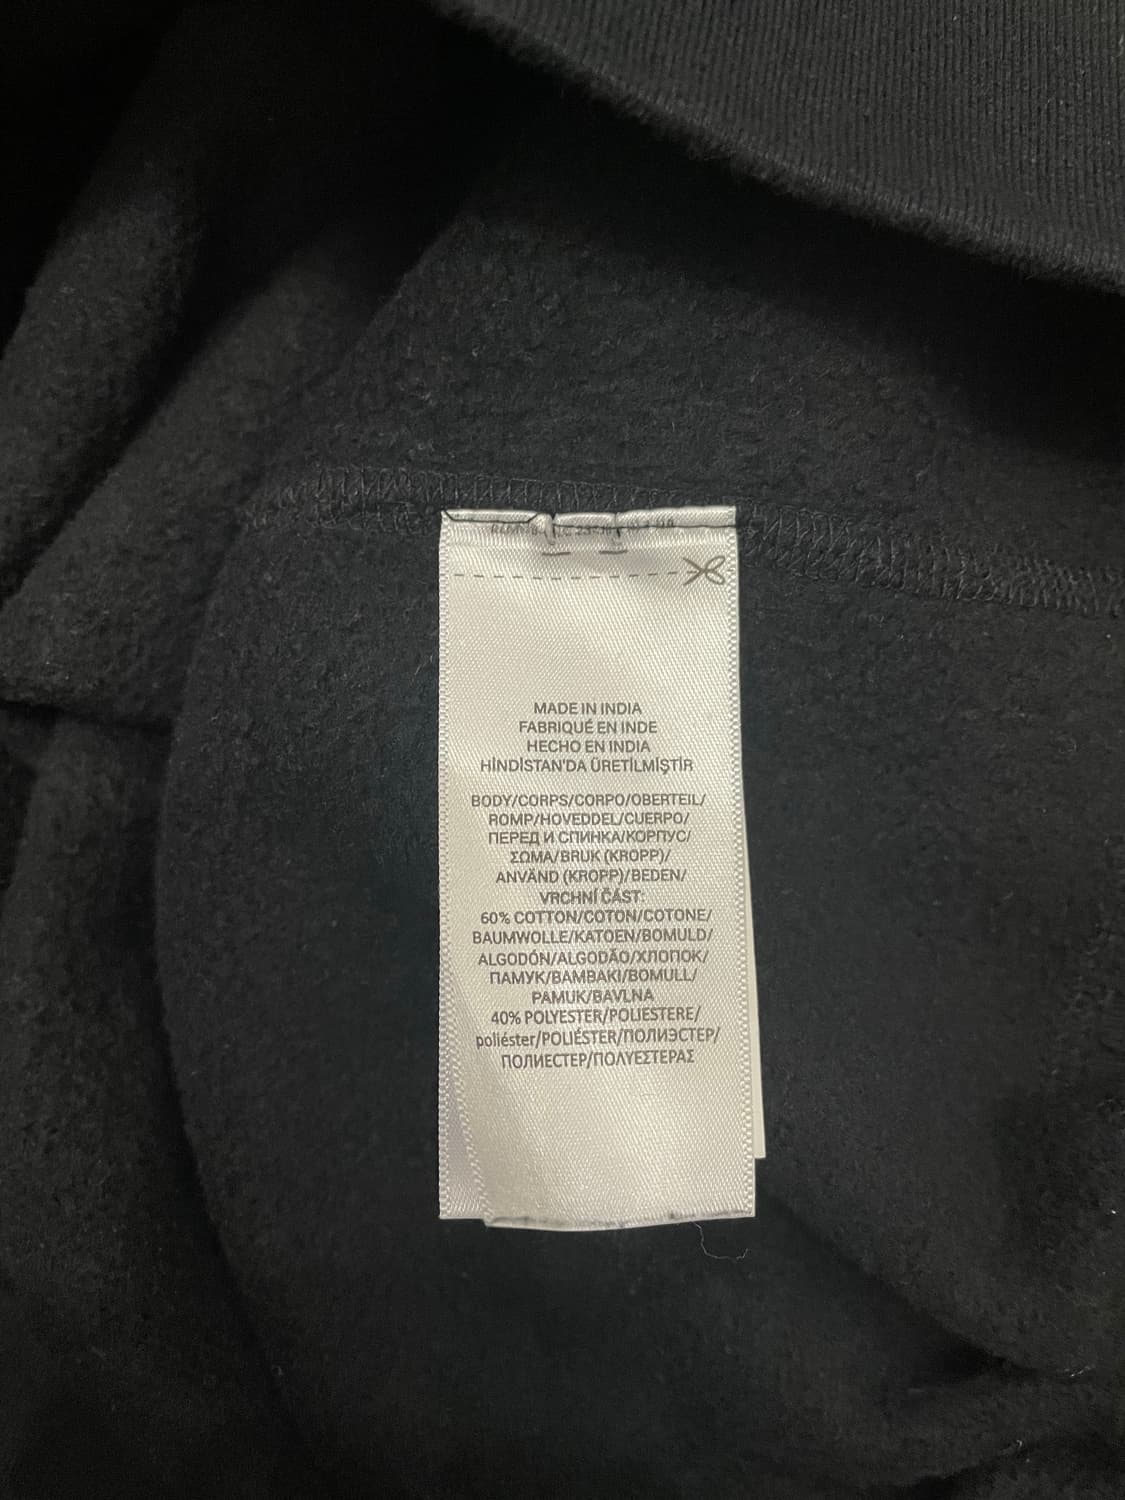 MADE IN INDIA
FABRIQUÉ EN INDE
HECHO EN INDIA
HİNDİSTAN'DA ÜRETİLMİŞTİR
BODY/CORPS/CORPO/OBERTEIL/
ROMP/HOVEDDEL/CUERPO/
ПЕРЕД И СПИНКА/КОРПУС/
ΣΩΜΑ/BRUK (KROPP)/
ANVÄND (KROPP)/BEDEN/
VRCHNÍ ČÁST:
60% COTTON/COTON/COTONE/
BAUMWOLLE/KATOEN/BOMULD/
ALGODÓN/ALGODÃO/ХЛОПОК/
ПАМУК/BAMBAKI/BOMULL/
PAMUK/BAVLNA
40% POLYESTER/POLIESTERE/
poliéster/POLIÉSTER/ПОЛИЭСТЕР/
ПОЛИЕСТЕР/ΠΟΛΥΕΣΤΕΡΑΣ